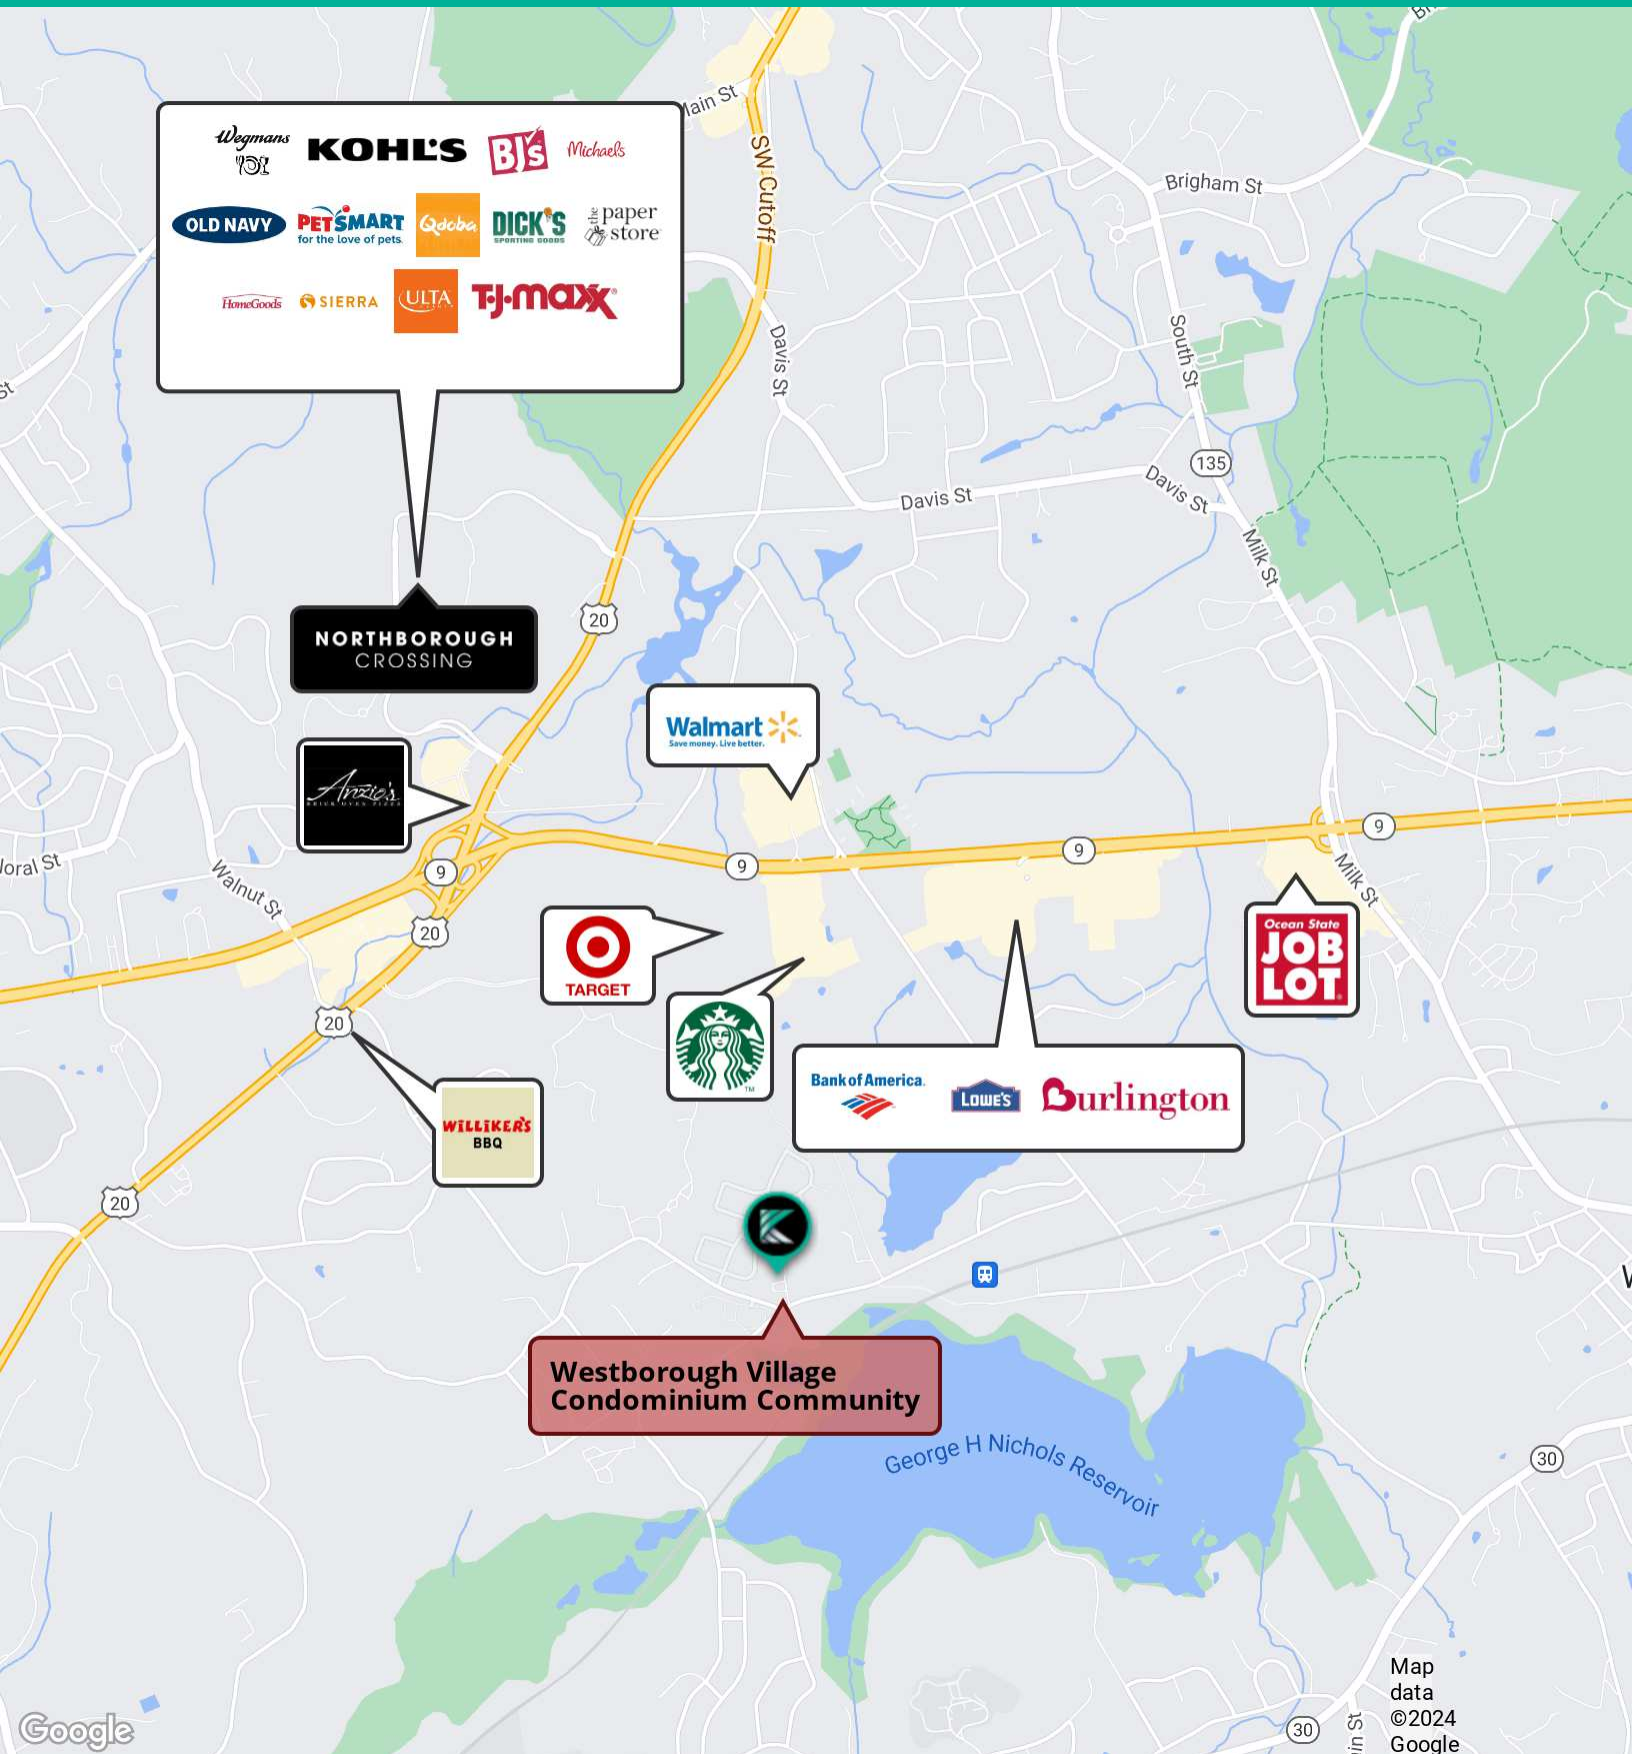 Main St
SW Cutoff
Brigham St
Wegmans
KOHL'S
BJ's
Michaels
OLD NAVY
PETSMART
for the love of pets.
Qdoba
DICK'S
SPORTING GOODS
the
paper
store
HomeGoods
SIERRA
ULTA
T.J.maxx
Davis St
South St
135
Davis St
Davis St
Milk St
20
NORTHBOROUGH
CROSSING
Walmart
Save money. Live better.
Anzio's
BRICK OVEN PIZZA
9
9
9
9
Walnut St
Milk St
20
TARGET
Ocean State
JOB
LOT
20
TM
Bank of America.
LOWE'S
Burlington
WILLIKER'S
BBQ
20
Westborough Village
Condominium Community
George H Nichols Reservoir
30
30
Map
data
©2024
Google
Google